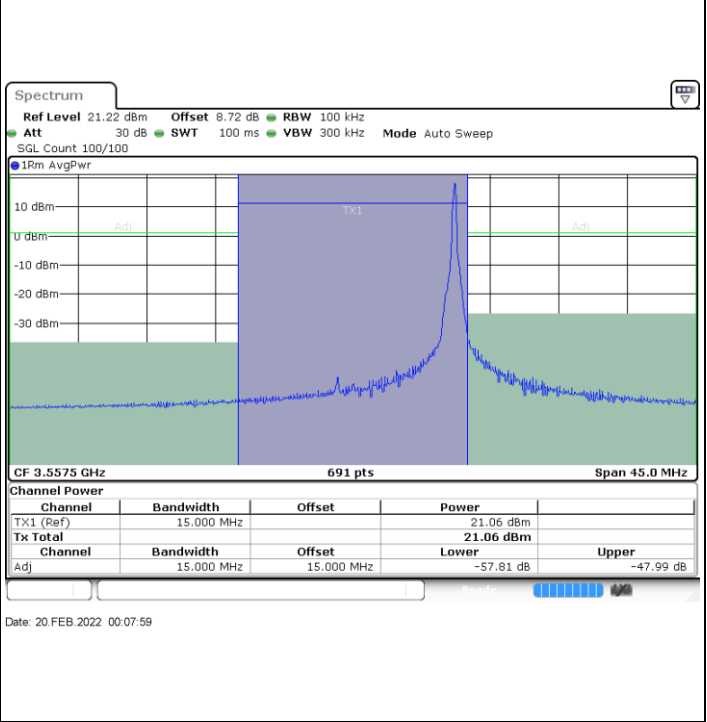 Spectrum
Ref Level 21.22 dBm Offset 8.72 dB RBW 100 kHz
Att 30 dB SWT 100 ms VBW 300 kHz Mode Auto Sweep
SGL Count 100/100
1Rm AvgPwr
10 dBm
TX1
Adj
Adj
0 dBm
-10 dBm
-20 dBm
-30 dBm
CF 3.5575 GHz 691 pts Span 45.0 MHz
Channel Power
Channel Bandwidth Offset Power
TX1 (Ref) 15.000 MHz 21.06 dBm
Tx Total 21.06 dBm
Channel Bandwidth Offset Lower Upper
Adj 15.000 MHz 15.000 MHz -57.81 dB -47.99 dB
Ready
Date: 20.FEB.2022 00:07:59